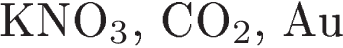 KNO₃, CO₂, Au